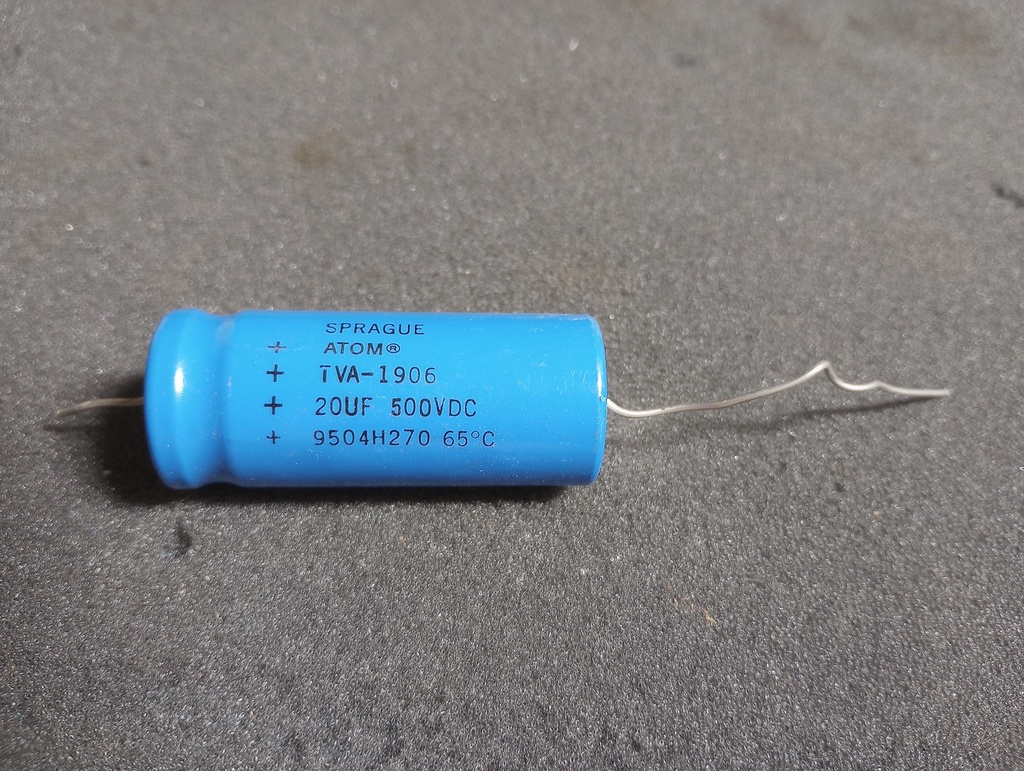 SPRAGUE
+ ATOM®
+ TVA-1906
+ 20UF 500VDC
+ 9504H270 65°C